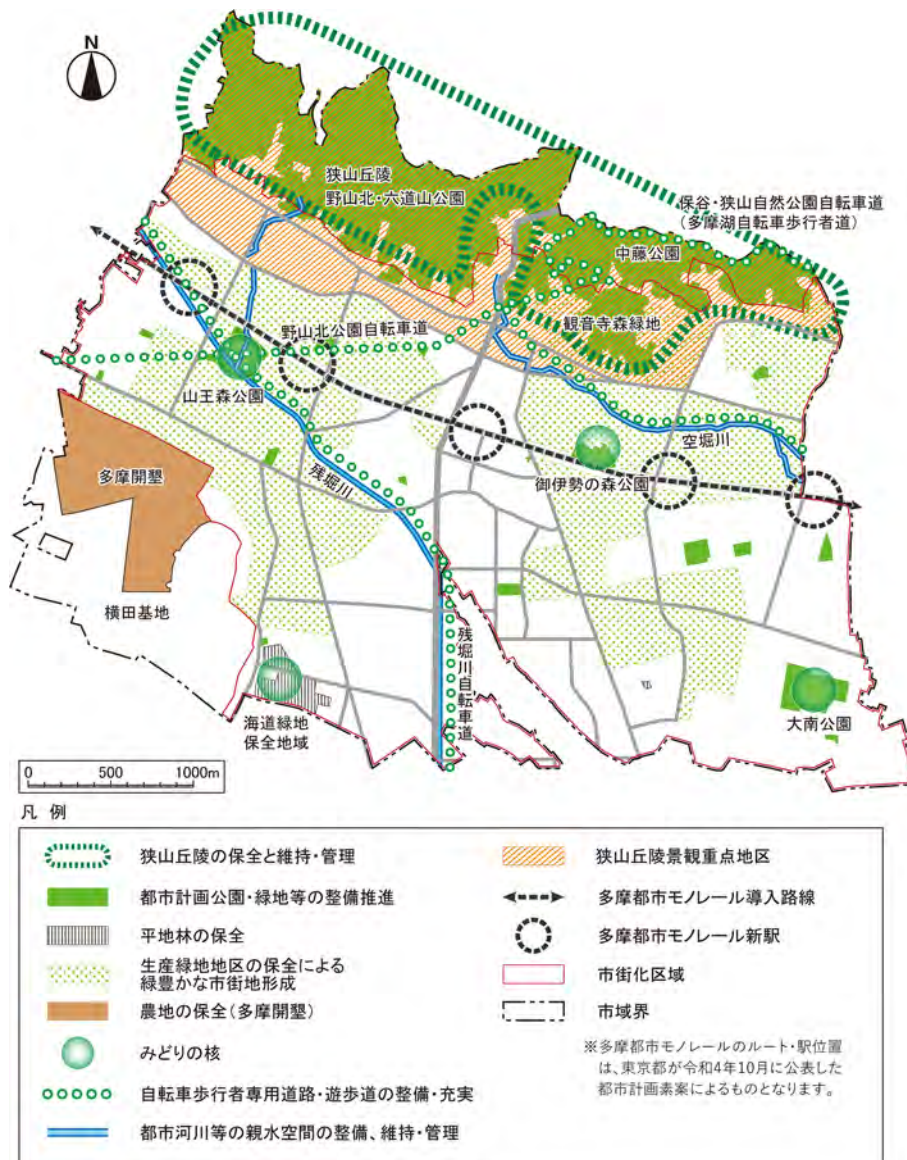 N
狭山丘陵
野山北・六道山公園
保谷・狭山自然公園自転車道
(多摩湖自転車歩行者道)
中藤公園
観音寺森緑地
野山北公園自転車道
山王森公園
空堀川
御伊勢の森公園
多摩開墾
残堀川
横田基地
残堀川自転車道
海道緑地
保全地域
大南公園
0 500 1000m
凡 例
狭山丘陵の保全と維持・管理
都市計画公園・緑地等の整備推進
平地林の保全
生産緑地地区の保全による
緑豊かな市街地形成
農地の保全(多摩開墾)
みどりの核
自転車歩行者専用道路・遊歩道の整備・充実
都市河川等の親水空間の整備、維持・管理
狭山丘陵景観重点地区
多摩都市モノレール導入路線
多摩都市モノレール新駅
市街化区域
市域界
※多摩都市モノレールのルート・駅位置
は、東京都が令和4年10月に公表した
都市計画素案によるものとなります。